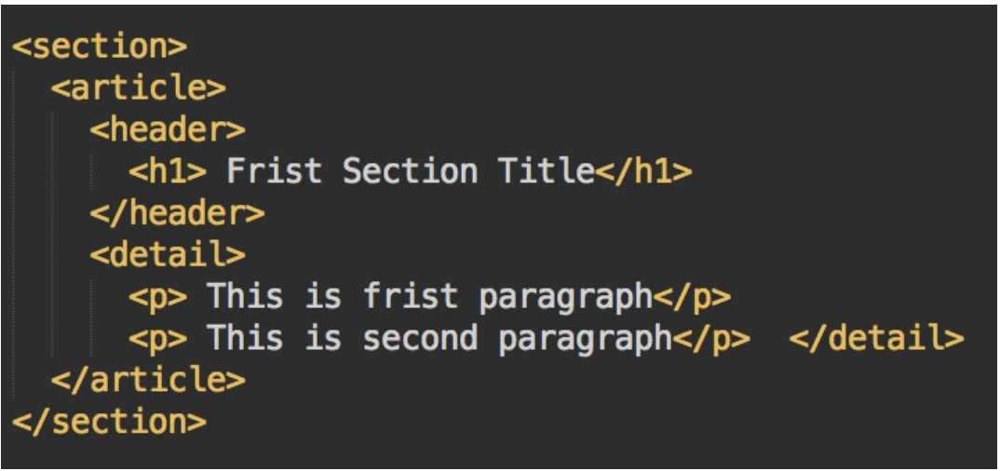 <section>
<article>
<header>
<h1> Frist Section Title</h1>
</header>
<detail>
<p> This is frist paragraph</p>
<p> This is second paragraph</p>  </detail>
</article>
</section>